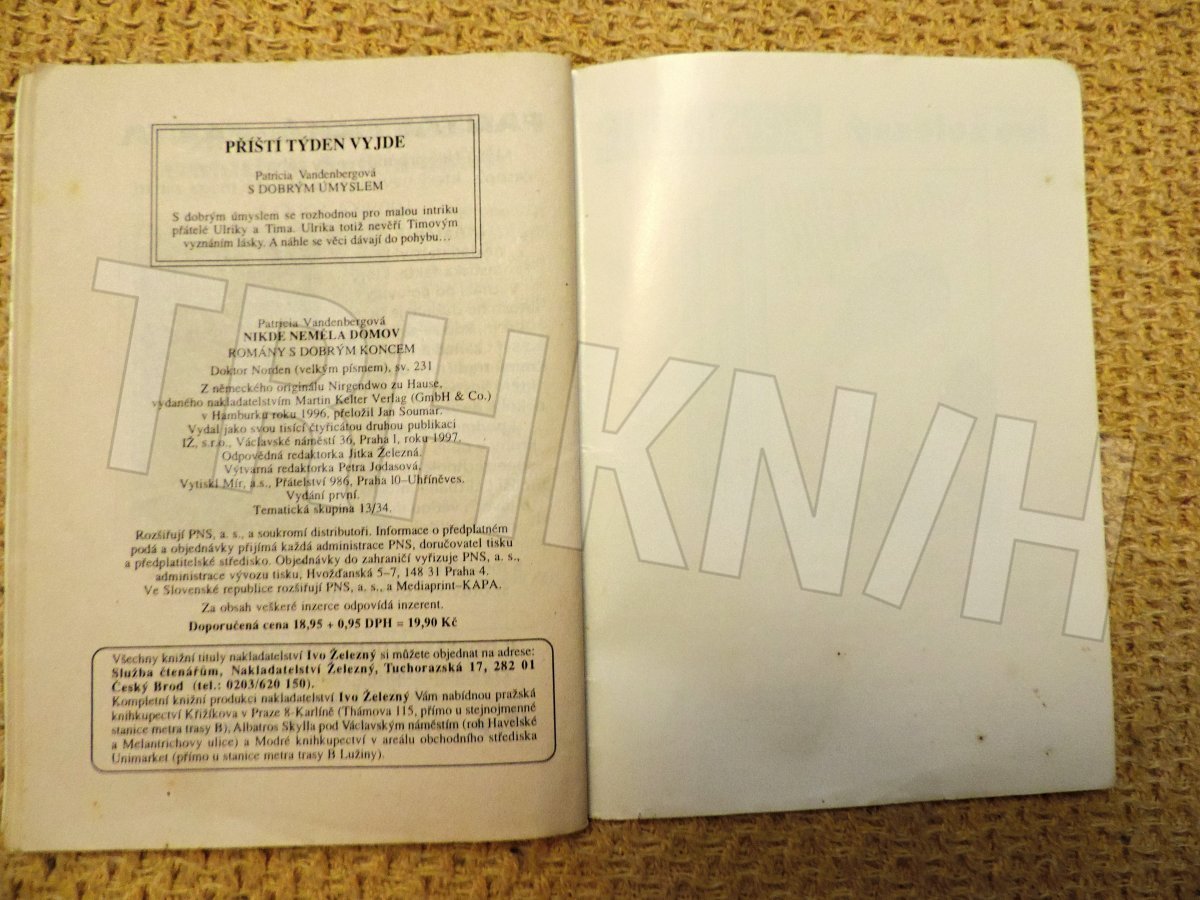 PŘÍŠTÍ TÝDEN VYJDE
Patricia Vandenbergová
S DOBRÝM ÚMYSLEM
S dobrým úmyslem se rozhodnou pro malou intriku
přátelé Ulriky a Tima. Ulrika totiž nevěří Timovým
vyznáním lásky. A náhle se věci dávají do pohybu...
Patricia Vandenbergová
NIKDE NEMĚLA DOMOV
ROMÁNY S DOBRÝM KONCEM
Doktor Norden (velkým písmem), sv. 231
Z německého originálu Nirgendwo zu Hause,
vydaného nakladatelstvím Martin Kelter Verlag (GmbH & Co.)
v Hamburku roku 1996, přeložil Jan Soumar.
Vydal jako svou tisící čtyřicátou druhou publikaci
IŽ, s.r.o., Václavské náměstí 36, Praha 1, roku 1997.
Odpovědná redaktorka Jitka Železná.
Výtvarná redaktorka Petra Jodasová.
Vytiskl Mír, a.s., Přátelství 986, Praha 10–Uhříněves.
Vydání první.
Tematická skupina 13/34.
Rozšiřují PNS, a. s., a soukromí distributoři. Informace o předplatném
podá a objednávky přijímá každá administrace PNS, doručovatel tisku
a předplatitelské středisko. Objednávky do zahraničí vyřizuje PNS, a. s.,
administrace vývozu tisku, Hvožďanská 5–7, 148 31 Praha 4.
Ve Slovenské republice rozšiřují PNS, a. s., a Mediaprint–KAPA.
Za obsah veškeré inzerce odpovídá inzerent.
Doporučená cena 18,95 + 0,95 DPH = 19,90 Kč
Všechny knižní tituly nakladatelství Ivo Železný si můžete objednat na adrese:
Služba čtenářům, Nakladatelství Železný, Tuchorazská 17, 282 01
Český Brod (tel.: 0203/620 150).
Kompletní knižní produkci nakladatelství Ivo Železný Vám nabídnou pražská
knihkupectví Křižíkova v Praze 8-Karlíně (Thámova 115, přímo u stejnojmenné
stanice metra trasy B), Albatros Skylla pod Václavským náměstím (roh Havelské
a Melantrichovy ulice) a Modré knihkupectví v areálu obchodního střediska
Unimarket (přímo u stanice metra trasy B Lužiny).
TRHKNIH